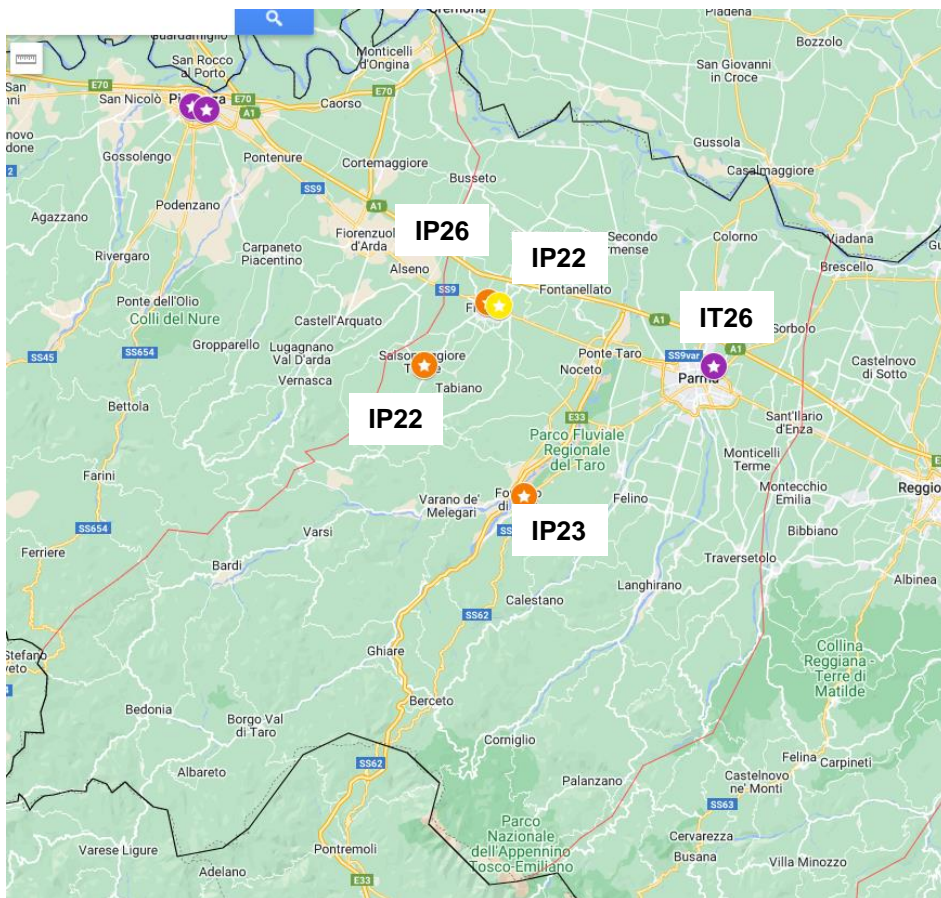 Guardamiglio
Piadena
Bozzolo
San Rocco
al Porto
Monticelli
d'Ongina
San Giovanni
in Croce
E70
San Nicolò
E70
A1
Caorso
E70
Gossolengo
Pontenure
Cortemaggiore
Gussola
Casalmaggiore
SS9
Busseto
Podenzano
A1
Agazzano
Rivergaro
Carpaneto
Piacentino
Fiorenzuola
d'Arda
IP26
Alseno
IP22
Secondo
Colorno
Viadana
Brescello
SS9
Fontanellato
Ponte dell'Olio
Colli del Nure
Castell'Arquato
A1
IT26
Sorbolo
SS45
SS654
Gropparello
Lugagnano
Val D'arda
Vernasca
Salsomaggiore
Tabiano
Ponte Taro
Noceto
SS9var
A1
Parma
Castelnovo
di Sotto
Bettola
IP22
E33
Sant'Ilario
d'Enza
Parco Fluviale
Regionale
del Taro
Monticelli
Terme
Farini
Varano de'
Melegari
Felino
Montecchio
Emilia
Reggio
SS654
Varsi
IP23
Bibbiano
Ferriere
Bardi
Traversetolo
Langhirano
Albinea
Calestano
SS62
Ghiare
Collina
Reggiana -
Terre di
Matilde
Bedonia
Borgo Val
di Taro
Berceto
Corniglio
Albareto
SS62
Felina
Carpineti
Palanzano
Castelnovo
ne' Monti
SS63
Parco
Nazionale
dell'Appennino
Tosco-Emiliano
Cervarezza
Busana
Varese Ligure
Pontremoli
Villa Minozzo
Adelano
E33